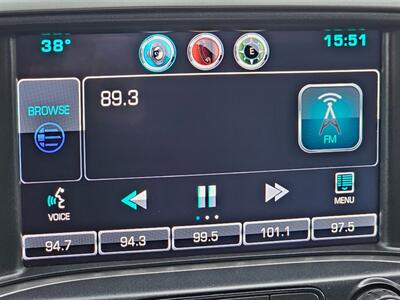 38°
15:51
E
BROWSE
89.3
FM
VOICE
MENU
94.7
94.3
99.5
101.1
97.5